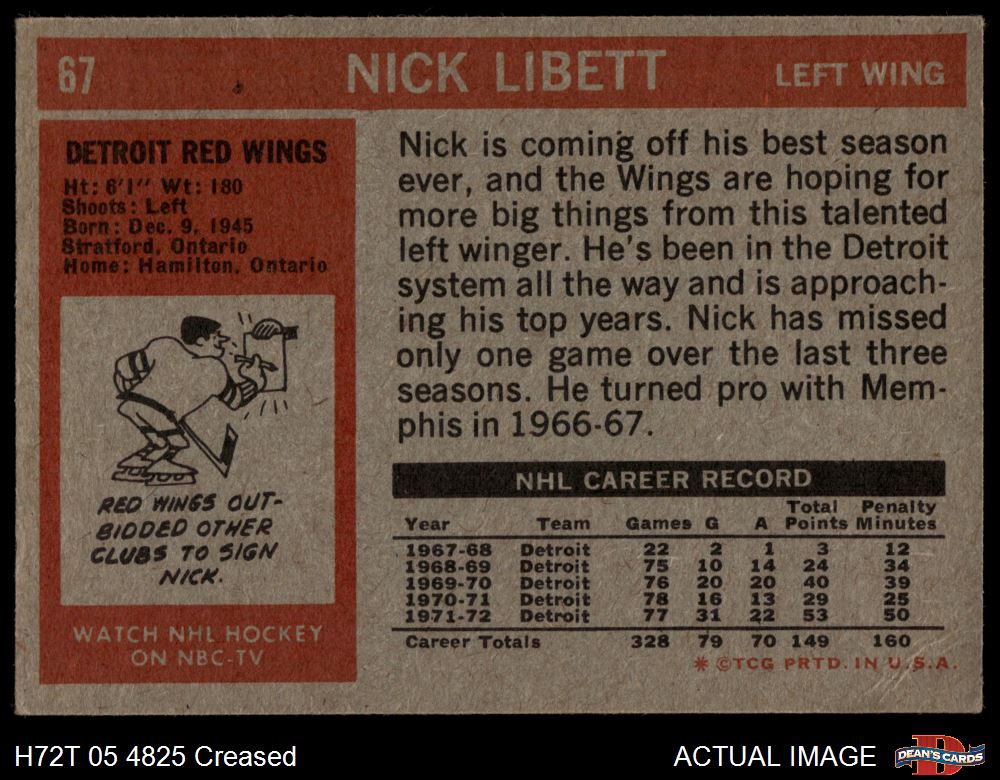 67 NICK LIBETT LEFT WING
DETROIT RED WINGS
Ht: 6'1" Wt: 180
Shoots: Left
Born: Dec. 9, 1945
Stratford, Ontario
Home: Hamilton, Ontario
RED WINGS OUT-
BIDDED OTHER
CLUBS TO SIGN
NICK.
WATCH NHL HOCKEY
ON NBC-TV
Nick is coming off his best season
ever, and the Wings are hoping for
more big things from this talented
left winger. He's been in the Detroit
system all the way and is approach-
ing his top years. Nick has missed
only one game over the last three
seasons. He turned pro with Mem-
phis in 1966-67.
NHL CAREER RECORD
Total Penalty
Year Team Games G A Points Minutes
1967-68 Detroit 22 2 1 3 12
1968-69 Detroit 75 10 14 24 34
1969-70 Detroit 76 20 20 40 39
1970-71 Detroit 78 16 13 29 25
1971-72 Detroit 77 31 22 53 50
Career Totals 328 79 70 149 160
* ©TCG PRTD. IN U.S.A.
H72T 05 4825 Creased ACTUAL IMAGE DEAN'S CARDS